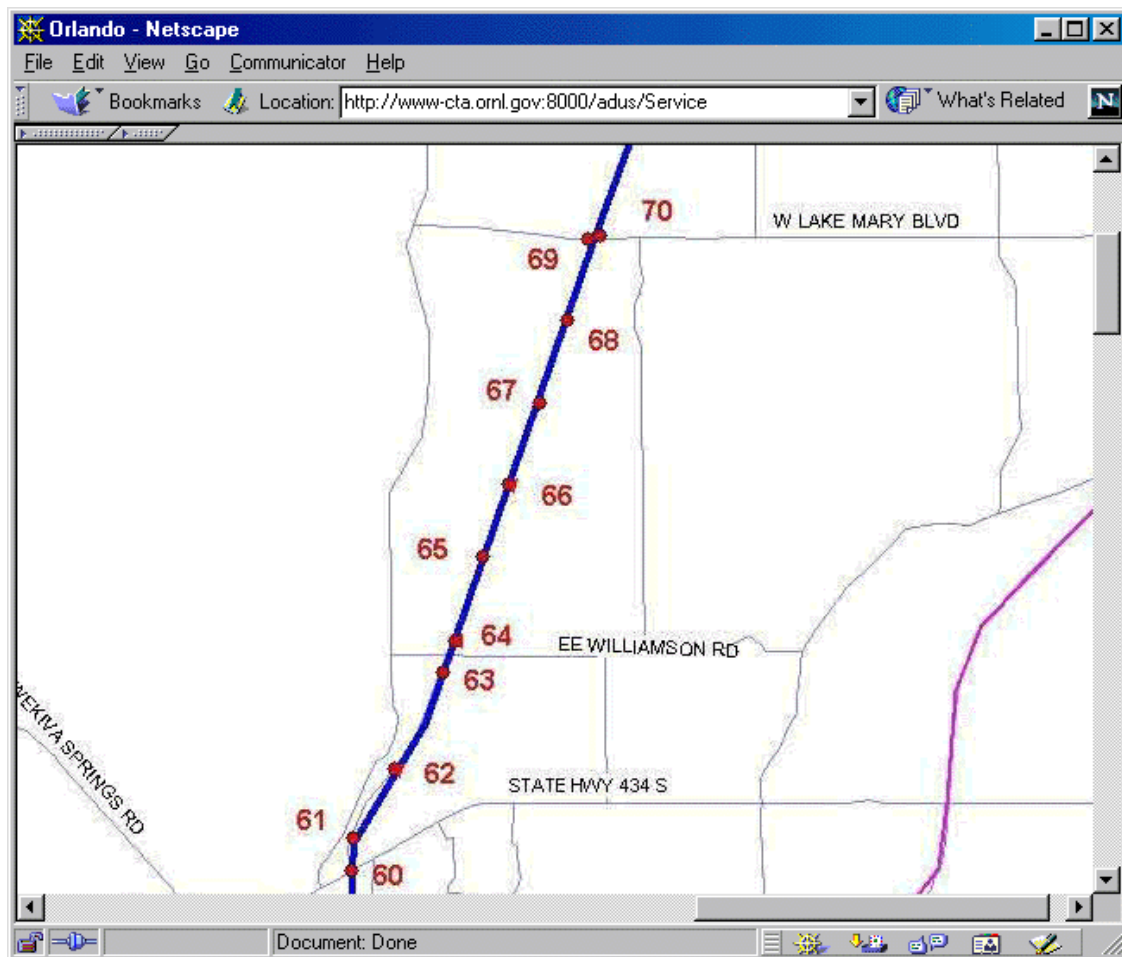 Orlando - Netscape
File Edit View Go Communicator Help
Bookmarks Location: http://www-cta.ornl.gov:8000/adus/Service What's Related N
70
W LAKE MARY BLVD
69
68
67
66
65
64
EE WILLIAMSON RD
63
WEKIVA SPRINGS RD
62
STATE HWY 434 S
61
60
Document: Done